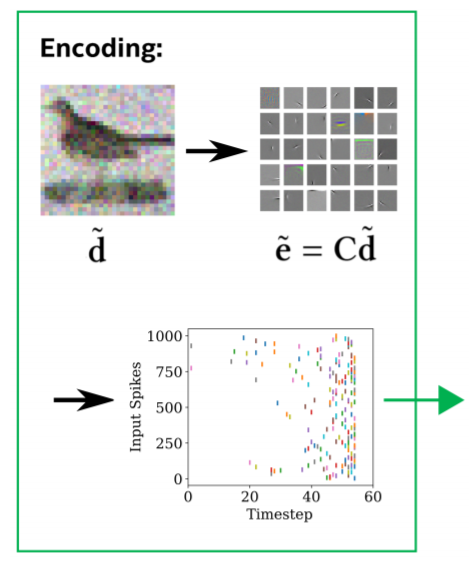 Encoding:
d̃
ẽ = Cd̃
1000
750
500
250
0
Input Spikes
0 20 40 60
Timestep